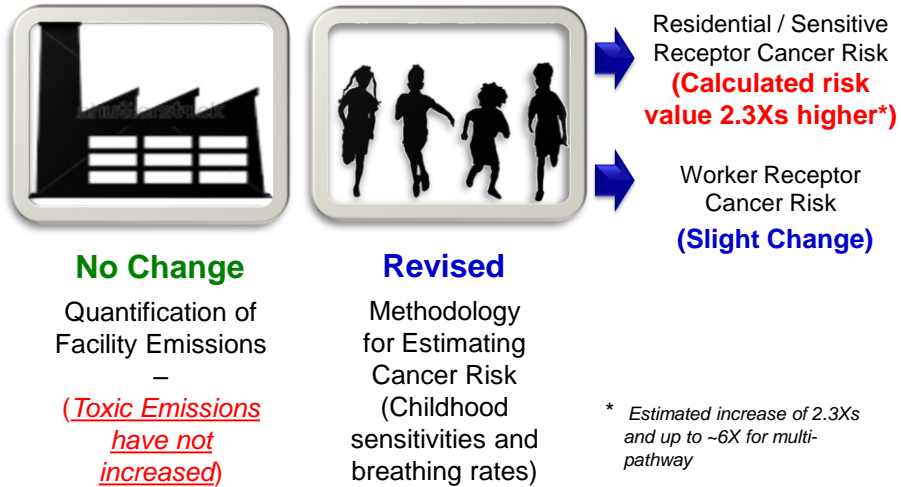 Residential / Sensitive
Receptor Cancer Risk
(Calculated risk
value 2.3Xs higher*)
Worker Receptor
Cancer Risk
(Slight Change)
No Change
Quantification of
Facility Emissions
–
(Toxic Emissions
have not
increased)
Revised
Methodology
for Estimating
Cancer Risk
(Childhood
sensitivities and
breathing rates)
* Estimated increase of 2.3Xs
and up to ~6X for multi-
pathway